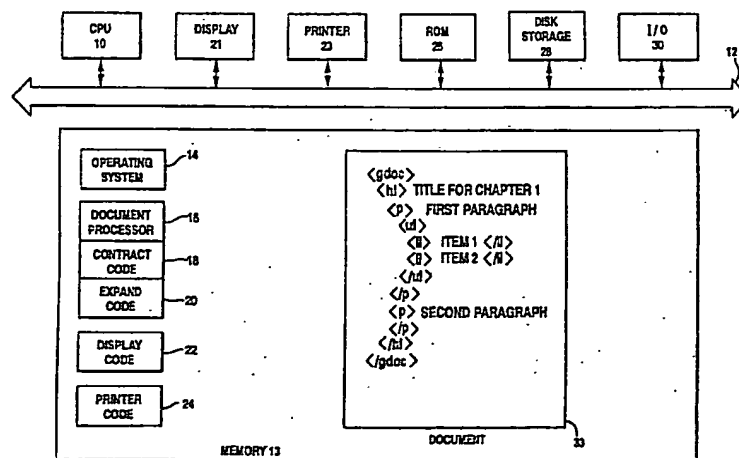 CPU
10
DISPLAY
21
PRINTER
23
ROM
25
DISK
STORAGE
28
I/O
30
12
OPERATING
SYSTEM
14
DOCUMENT
PROCESSOR
16
CONTRACT
CODE
18
EXPAND
CODE
20
DISPLAY
CODE
22
PRINTER
CODE
24
MEMORY 13
<gdoc>
<hl> TITLE FOR CHAPTER 1
<p> FIRST PARAGRAPH
<ul>
<li> ITEM 1 </li>
<li> ITEM 2 </li>
</ul>
</p>
<p> SECOND PARAGRAPH
</p>
</hl>
</gdoc>
DOCUMENT
33